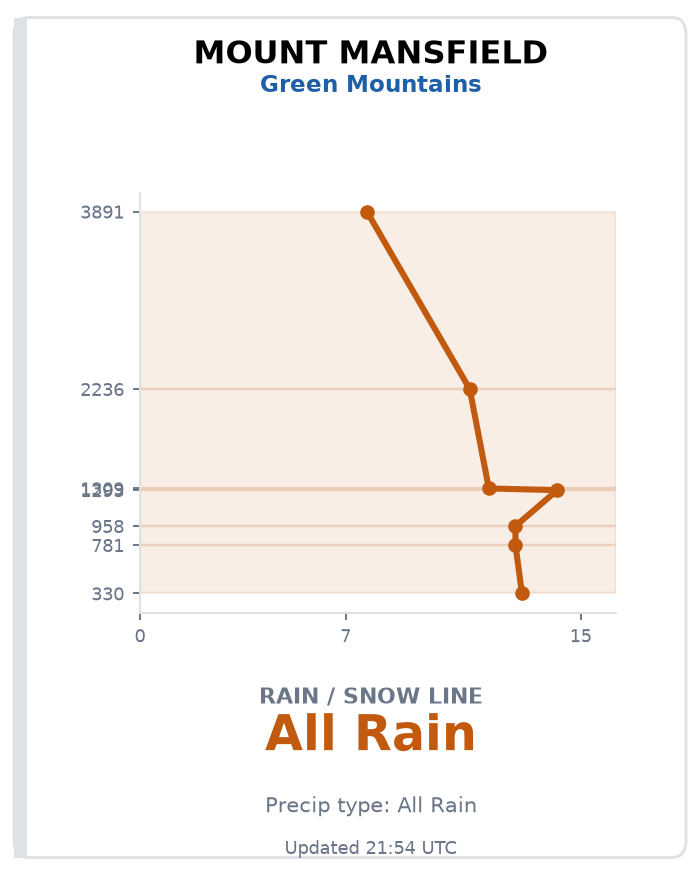 MOUNT MANSFIELD
Green Mountains
3891
2236
958
781
330
0 7 15
RAIN / SNOW LINE
All Rain
Precip type: All Rain
Updated 21:54 UTC